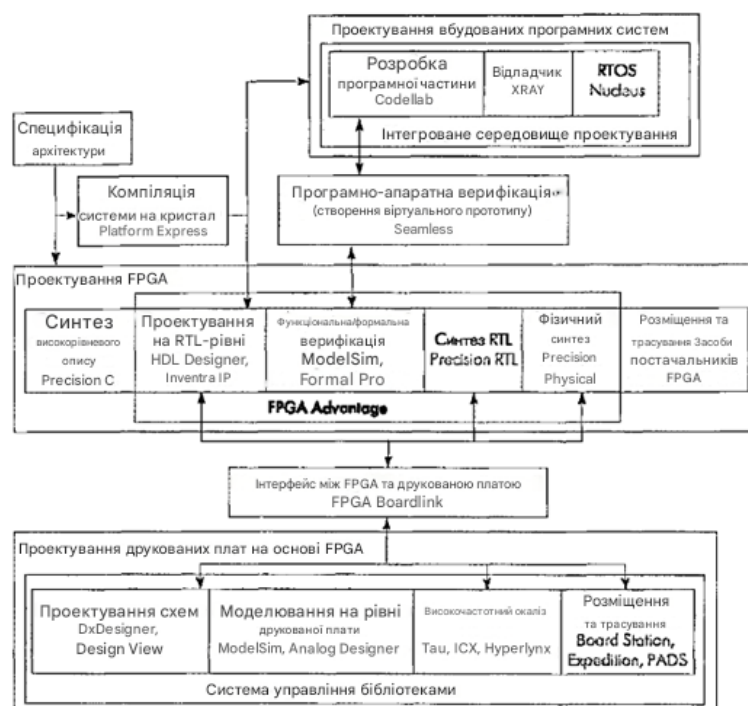 Проектування вбудованих програмних систем
Розробка
програмної частини
Codellab
Відладчик
XRAY
RTOS
Nucleus
Інтегроване середовище проектування
Специфікація
архітектури
Компіляція
системи на кристал
Platform Express
Програмно-апаратна верифікація
(створення віртуального прототипу)
Seamless
Проектування FPGA
Синтез
високорівневого
опису
Precision C
Проектування
на RTL-рівні
HDL Designer,
Inventra IP
Функціональна/формальна
верифікація
ModelSim,
Formal Pro
Синтез RTL
Precision RTL
Фізичний
синтез
Precision
Physical
Розміщення та
трасування Засоби
постачальників
FPGA
FPGA Advantage
Інтерфейс між FPGA та друкованою платою
FPGA Boardlink
Проектування друкованих плат на основі FPGA
Проектування схем
DxDesigner,
Design View
Моделювання на рівні
друкованої плати
ModelSim, Analog Designer
Височастотний окаліз
Tau, ICX, Hyperlynx
Розміщення
та трасування
Board Station,
Expedition, PADS
Система управління бібліотеками